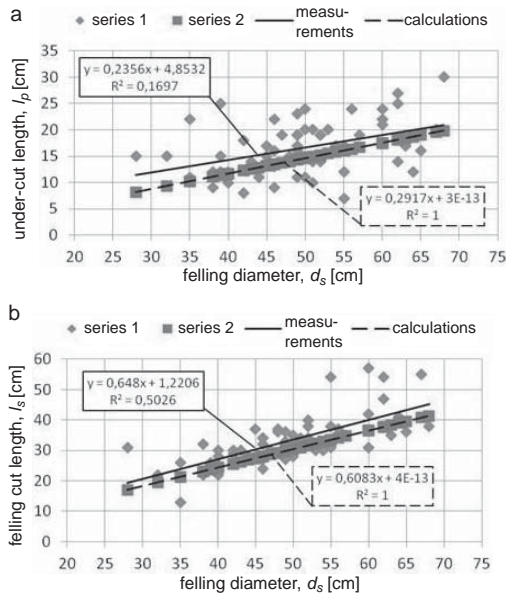 a
series 1 series 2 measu-rements calculations
35
30
25
20
15
10
5
0
under-cut length, lp [cm]
y = 0,2356x + 4,8532
R² = 0,1697
y = 0,2917x + 3E-13
R² = 1
20 25 30 35 40 45 50 55 60 65 70 75
felling diameter, ds [cm]
b
series 1 series 2 measu-rements calculations
60
50
40
30
20
10
0
felling cut length, ls [cm]
y = 0,648x + 1,2206
R² = 0,5026
y = 0,6083x + 4E-13
R² = 1
20 25 30 35 40 45 50 55 60 65 70 75
felling diameter, ds [cm]